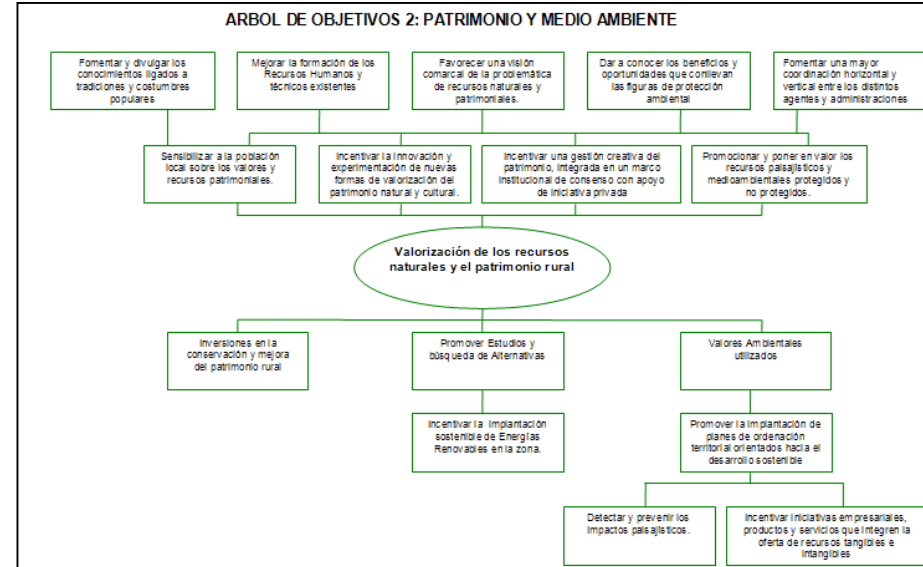 ARBOL DE OBJETIVOS 2: PATRIMONIO Y MEDIO AMBIENTE
Fomentar y divulgar los
conocimientos ligados a
tradiciones y costumbres
populares
Mejorar la formación de los
Recursos Humanos y
técnicos existentes
Favorecer una visión
comarcal de la problemática
de recursos naturales y
patrimoniales.
Dar a conocer los beneficios y
oportunidades que conllevan
las figuras de protección
ambiental
Fomentar una mayor
coordinación horizontal y
vertical entre los distintos
agentes y administraciones
Sensibilizar a la población
local sobre los valores y
recursos patrimoniales.
Incentivar la innovación y
experimentación de nuevas
formas de valorización del
patrimonio natural y cultural.
Incentivar una gestión creativa del
patrimonio, integrada en un marco
institucional de consenso con apoyo
de iniciativa privada
Promocionar y poner en valor los
recursos paisajísticos y
medioambientales protegidos y
no protegidos.
Valorización de los recursos
naturales y el patrimonio rural
Inversiones en la
conservación y mejora
del patrimonio rural
Promover Estudios y
búsqueda de Alternativas
Valores Ambientales
utilizados
Incentivar la Implantación
sostenible de Energías
Renovables en la zona.
Promover la implantación de
planes de ordenación
territorial orientados hacia el
desarrollo sostenible
Detectar y prevenir los
impactos paisajísticos.
Incentivar iniciativas empresariales,
productos y servicios que integren la
oferta de recursos tangibles e
intangibles